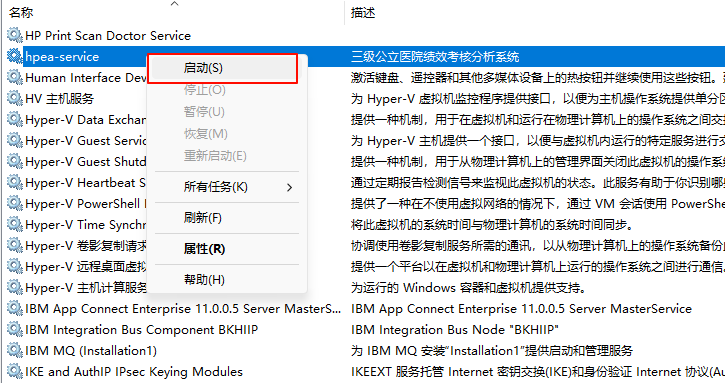 名称 描述
HP Print Scan Doctor Service
hpea-service 三级公立医院绩效考核分析系统
Human Interface Dev 激活键盘、遥控器和其他多媒体设备上的热按钮并继续使用这些按钮。
HV 主机服务 为 Hyper-V 虚拟机监控程序提供接口，以便为主机操作系统提供单分区
Hyper-V Data Exchan 提供一种机制，用于在虚拟机和运行在物理计算机上的操作系统之间交
Hyper-V Guest Service 为 Hyper-V 主机提供一个接口，以便与虚拟机内运行的特定服务进行交
Hyper-V Guest Shutd 提供一种机制，用于从物理计算机上的管理界面关闭此虚拟机的操作系
Hyper-V Heartbeat S 通过定期报告检测信号来监视此虚拟机的状态。此服务有助于你识别哪些
Hyper-V PowerShell 提供了一种在不使用虚拟网络的情况下，通过 VM 会话使用 PowerShe
Hyper-V Time Synchr 将此虚拟机的系统时间与物理计算机的系统时间同步。
Hyper-V 卷影复制请求 协调使用卷影复制服务所需的通讯，以从物理计算机上的操作系统备份此
Hyper-V 远程桌面虚拟 提供一个平台以在虚拟机和物理计算机上运行的操作系统之间进行通信。
Hyper-V 主机计算服务 为运行的 Windows 容器和虚拟机提供支持。
IBM App Connect Enterprise 11.0.0.5 Server MasterS... IBM App Connect Enterprise 11.0.0.5 Server MasterService
IBM Integration Bus Component BKHIIP IBM Integration Bus Node "BKHIIP"
IBM MQ (Installation1) 为 IBM MQ 安装“Installation1”提供启动和管理服务
IKE and AuthIP IPsec Keying Modules IKEEXT 服务托管 Internet 密钥交换(IKE)和身份验证 Internet 协议(Au
启动(S)
停止(O)
暂停(U)
恢复(M)
重新启动(E)
所有任务(K)
刷新(F)
属性(R)
帮助(H)